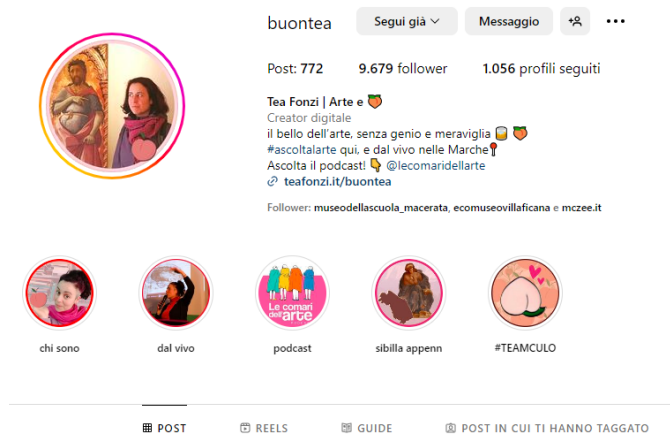 buontea Segui già Messaggio
Post: 772 9.679 follower 1.056 profili seguiti
Tea Fonzi | Arte e 🍑
Creator digitale
il bello dell'arte, senza genio e meraviglia 🥃 🍑
#ascoltalarte qui, e dal vivo nelle Marche📍
Ascolta il podcast! 👇 @lecomaridellarte
teafonzi.it/buontea
Follower: museodellascuola_macerata, ecomuseovillaficana e mczee.it
Le comari
dell'arte
chi sono dal vivo podcast sibilla appenn #TEAMCULO
POST REELS GUIDE POST IN CUI TI HANNO TAGGATO